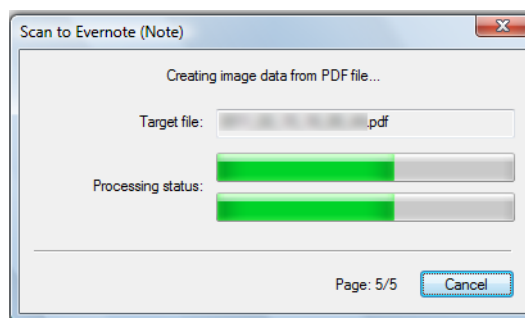 Scan to Evernote (Note)
Creating image data from PDF file...
Target file: .pdf
Processing status:
Page: 5/5 Cancel